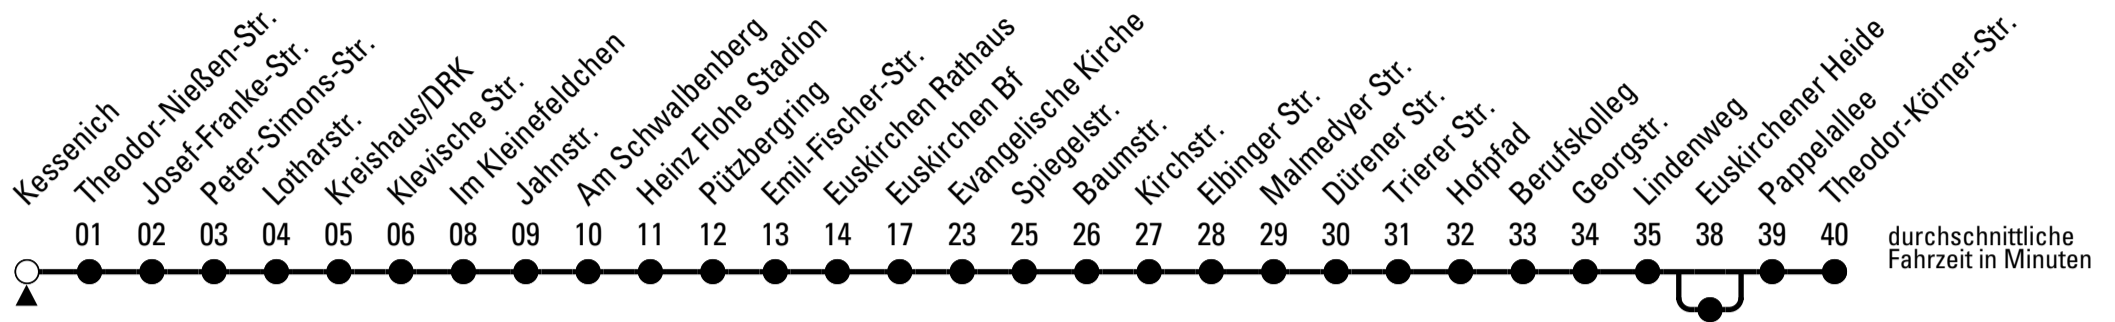 Kessenich
Theodor-Nießen-Str.
Josef-Franke-Str.
Peter-Simons-Str.
Lotharstr.
Kreishaus/DRK
Klevische Str.
Im Kleinefeldchen
Jahnstr.
Am Schwalbenberg
Heinz Flohe Stadion
Pützbergring
Emil-Fischer-Str.
Euskirchen Rathaus
Euskirchen Bf
Evangelische Kirche
Spiegelstr.
Baumstr.
Kirchstr.
Elbinger Str.
Malmedyer Str.
Dürener Str.
Trierer Str.
Hofpfad
Berufskolleg
Georgstr.
Lindenweg
Euskirchener Heide
Pappelallee
Theodor-Körner-Str.
01 02 03 04 05 06 08 09 10 11 12 13 14 17 23 25 26 27 28 29 30 31 32 33 34 35 38 39 40
durchschnittliche
Fahrzeit in Minuten